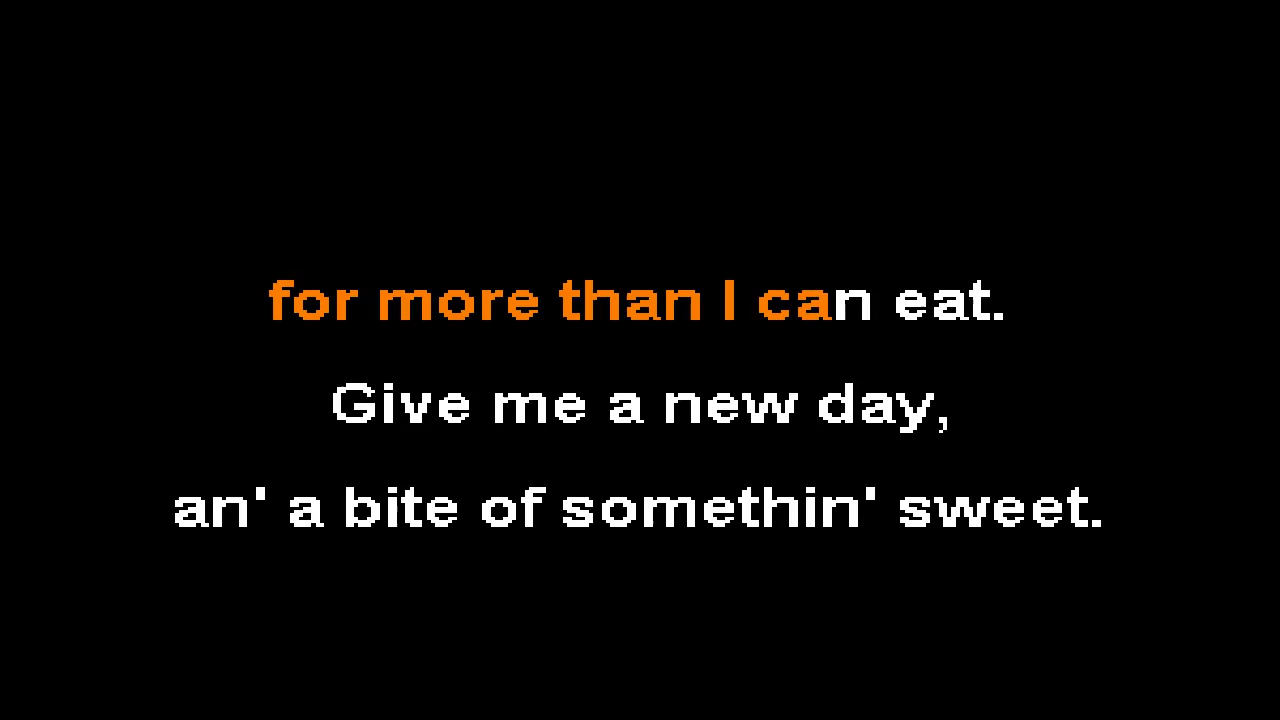 for more than I can eat.
Give me a new day,
an' a bite of somethin' sweet.